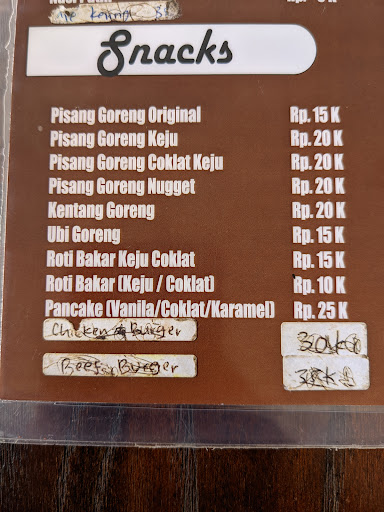 Snacks
Pisang Goreng Original Rp. 15 K
Pisang Goreng Keju Rp. 20 K
Pisang Goreng Coklat Keju Rp. 20 K
Pisang Goreng Nugget Rp. 20 K
Kentang Goreng Rp. 20 K
Ubi Goreng Rp. 15 K
Roti Bakar Keju Coklat Rp. 15 K
Roti Bakar (Keju / Coklat) Rp. 10 K
Pancake (Vanila/Coklat/Karamel) Rp. 25 K
Chicken Burger
Beef Burger